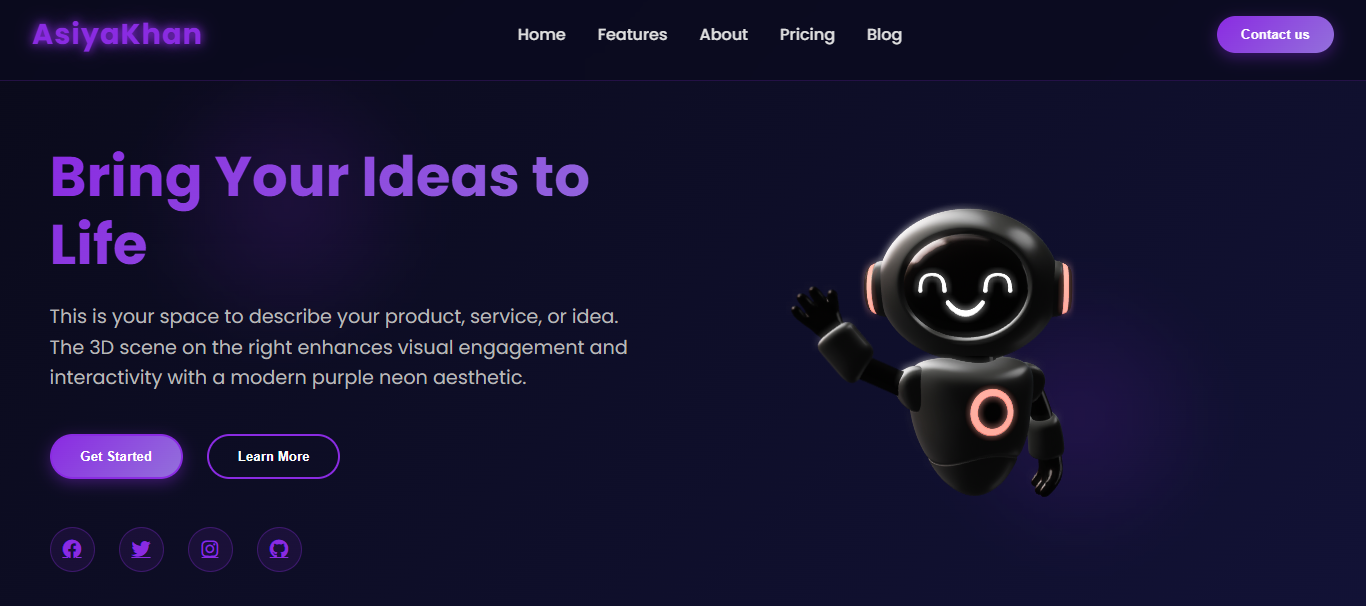 AsiyaKhan
Home Features About Pricing Blog
Contact us
Bring Your Ideas to
Life
This is your space to describe your product, service, or idea.
The 3D scene on the right enhances visual engagement and
interactivity with a modern purple neon aesthetic.
Get Started
Learn More